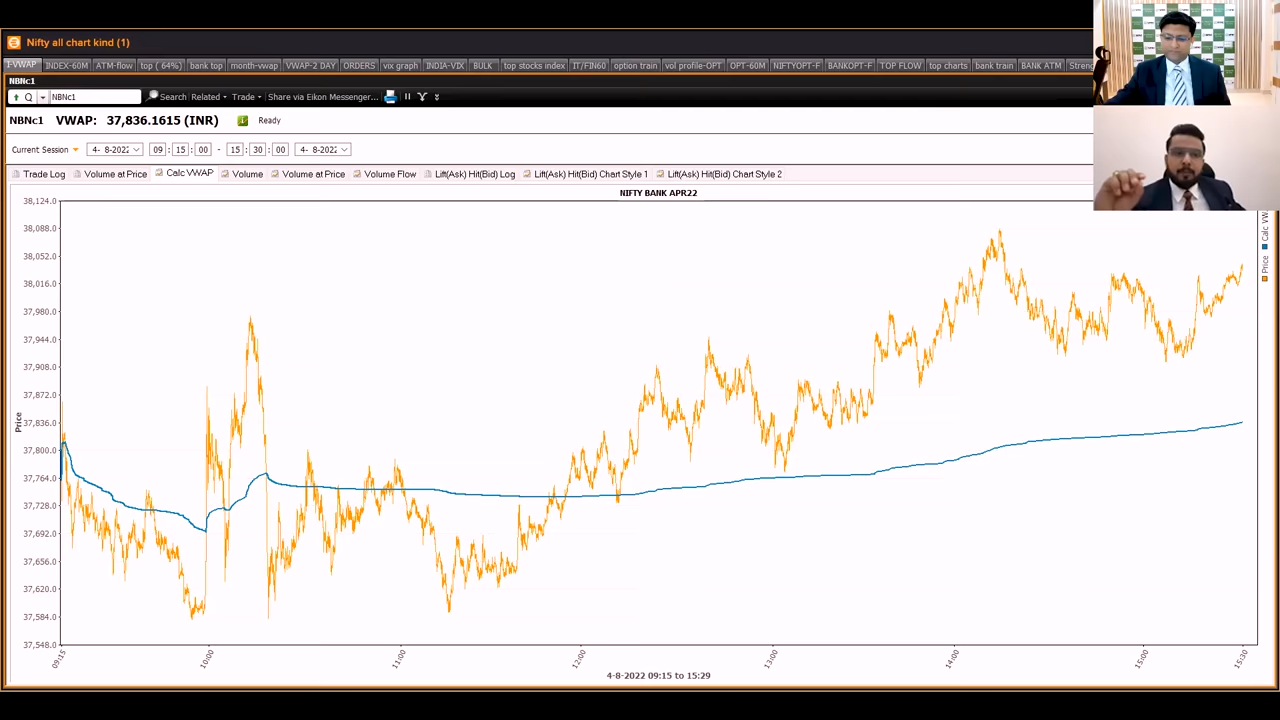 Nifty all chart kind (1)
I-VWAP INDEX-60M ATM-flow top ( 64%) bank top month-vwap VWAP-2 DAY ORDERS vix graph INDIA-VIX BULK top stocks index IT/FIN60 option train vol profile-OPT OPT-60M NIFTYOPT-F BANKOPT-F TOP FLOW top charts bank train BANK ATM Streng
NBNc1
Q NBNc1 Search Related Trade Share via Eikon Messenger...
NBNc1 VWAP: 37,836.1615 (INR) Ready
Current Session 4- 8-2022 09 : 15 : 00 - 15 : 30 : 00 4- 8-2022
Trade Log Volume at Price Calc VWAP Volume Volume at Price Volume Flow Lift(Ask) Hit(Bid) Log Lift(Ask) Hit(Bid) Chart Style 1 Lift(Ask) Hit(Bid) Chart Style 2
NIFTY BANK APR22
38,124.0
38,088.0
38,052.0
38,016.0
37,980.0
37,944.0
37,908.0
37,872.0
37,836.0
37,800.0
37,764.0
37,728.0
37,692.0
37,656.0
37,620.0
37,584.0
37,548.0
Price
Calc VWA
Price
09:15 10:00 11:00 12:00 13:00 14:00 15:00 15:30
4-8-2022 09:15 to 15:29